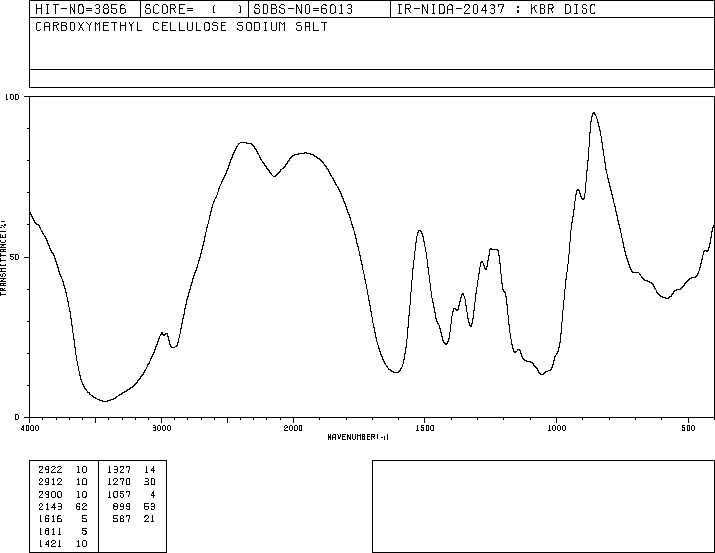 HIT-NO=3856 SCORE= ( ) SDBS-NO=6013 IR-NIDA-20437 : KBR DISC
CARBOXYMETHYL CELLULOSE SODIUM SALT
100
TRANSMITTANCE(%)
50
0
4000 3000 2000 1500 1000 500
WAVENUMBER(-1)
2922 10 1327 14
2912 10 1270 30
2900 10 1057 4
2143 62 899 59
1616 5 587 21
1611 5
1421 10